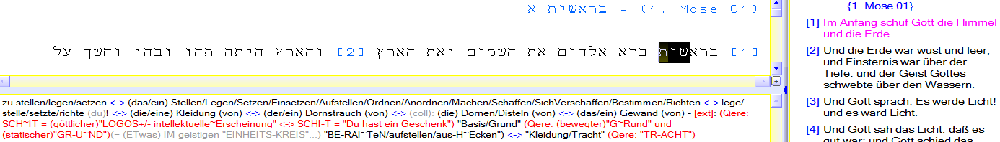 בראשית א - {1. Mose 01}
[1] בראשית ברא אלהים את השמים ואת הארץ [2] והארץ היתה תהו ובהו וחשך על
zu stellen/legen/setzen <-> (das/ein) Stellen/Legen/Setzen/Einsetzen/Aufstellen/Ordnen/Anordnen/Machen/Schaffen/SichVerschaffen/Bestimmen/Richten <-> lege/
stelle/setzte/richte (du)! <-> (die/eine) Kleidung (von) <-> (der/ein) Dornstrauch (von) <-> (coll): (die) Dornen/Disteln (von) <-> (das/ein) Gewand (von) - [ext]: (Qere:
SCH~IT = (göttlicher)"LOGOS+/- intellektuelle~Erscheinung" <-> SCHI-T = "Du hast ein Geschenk") "Basis/Grund" (Qere: (bewegter)"G~Rund" und
(statischer)"GR-U~ND")(= (ETwas) IM geistigen "EINHEITS-KREIS"...) "BE-RAI~TeN/aufstellen/aus-H~Ecken") <-> "Kleidung/Tracht" (Qere: "TR-ACHT")
{1. Mose 01}
[1] Im Anfang schuf Gott die Himmel
und die Erde.
[2] Und die Erde war wüst und leer,
und Finsternis war über der
Tiefe; und der Geist Gottes
schwebte über den Wassern.
[3] Und Gott sprach: Es werde Licht!
und es ward Licht.
[4] Und Gott sah das Licht, daß es
gut war; und Gott schied das